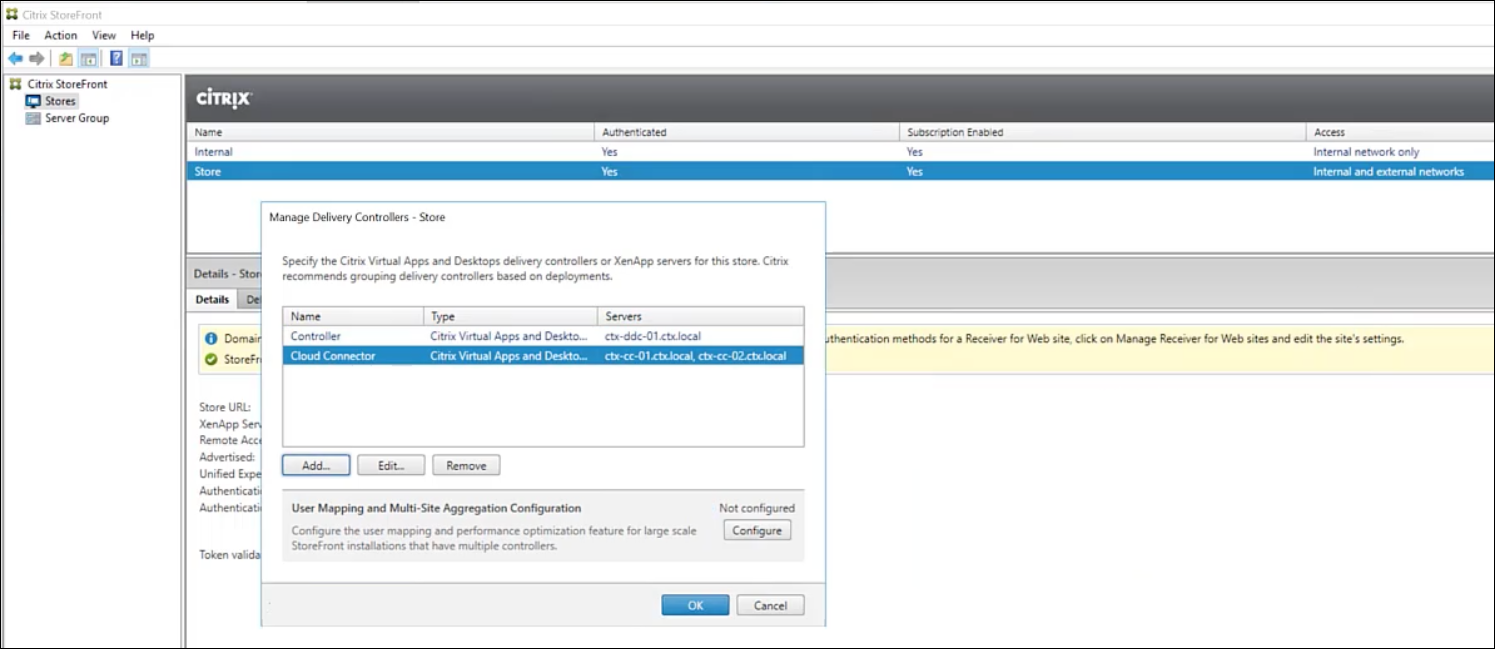 Citrix StoreFront
File Action View Help
Citrix StoreFront
Stores
Server Group
CİTRIX
Name Authenticated Subscription Enabled Access
Internal Yes Yes Internal network only
Store Yes Yes Internal and external networks
Manage Delivery Controllers - Store
Specify the Citrix Virtual Apps and Desktops delivery controllers or XenApp servers for this store. Citrix
recommends grouping delivery controllers based on deployments.
Details - Stor
Details De
Name Type Servers
Controller Citrix Virtual Apps and Deskto... ctx-ddc-01.ctx.local
Cloud Connector Citrix Virtual Apps and Deskto... ctx-cc-01.ctx.local, ctx-cc-02.ctx.local
Domain
uthentication methods for a Receiver for Web site, click on Manage Receiver for Web sites and edit the site's settings.
StoreFr
Store URL:
XenApp Serv
Remote Acce
Advertised:
Unified Expe
Authenticati
Authenticati
Token valida
Add... Edit... Remove
User Mapping and Multi-Site Aggregation Configuration Not configured
Configure the user mapping and performance optimization feature for large scale
StoreFront installations that have multiple controllers.
Configure
OK Cancel